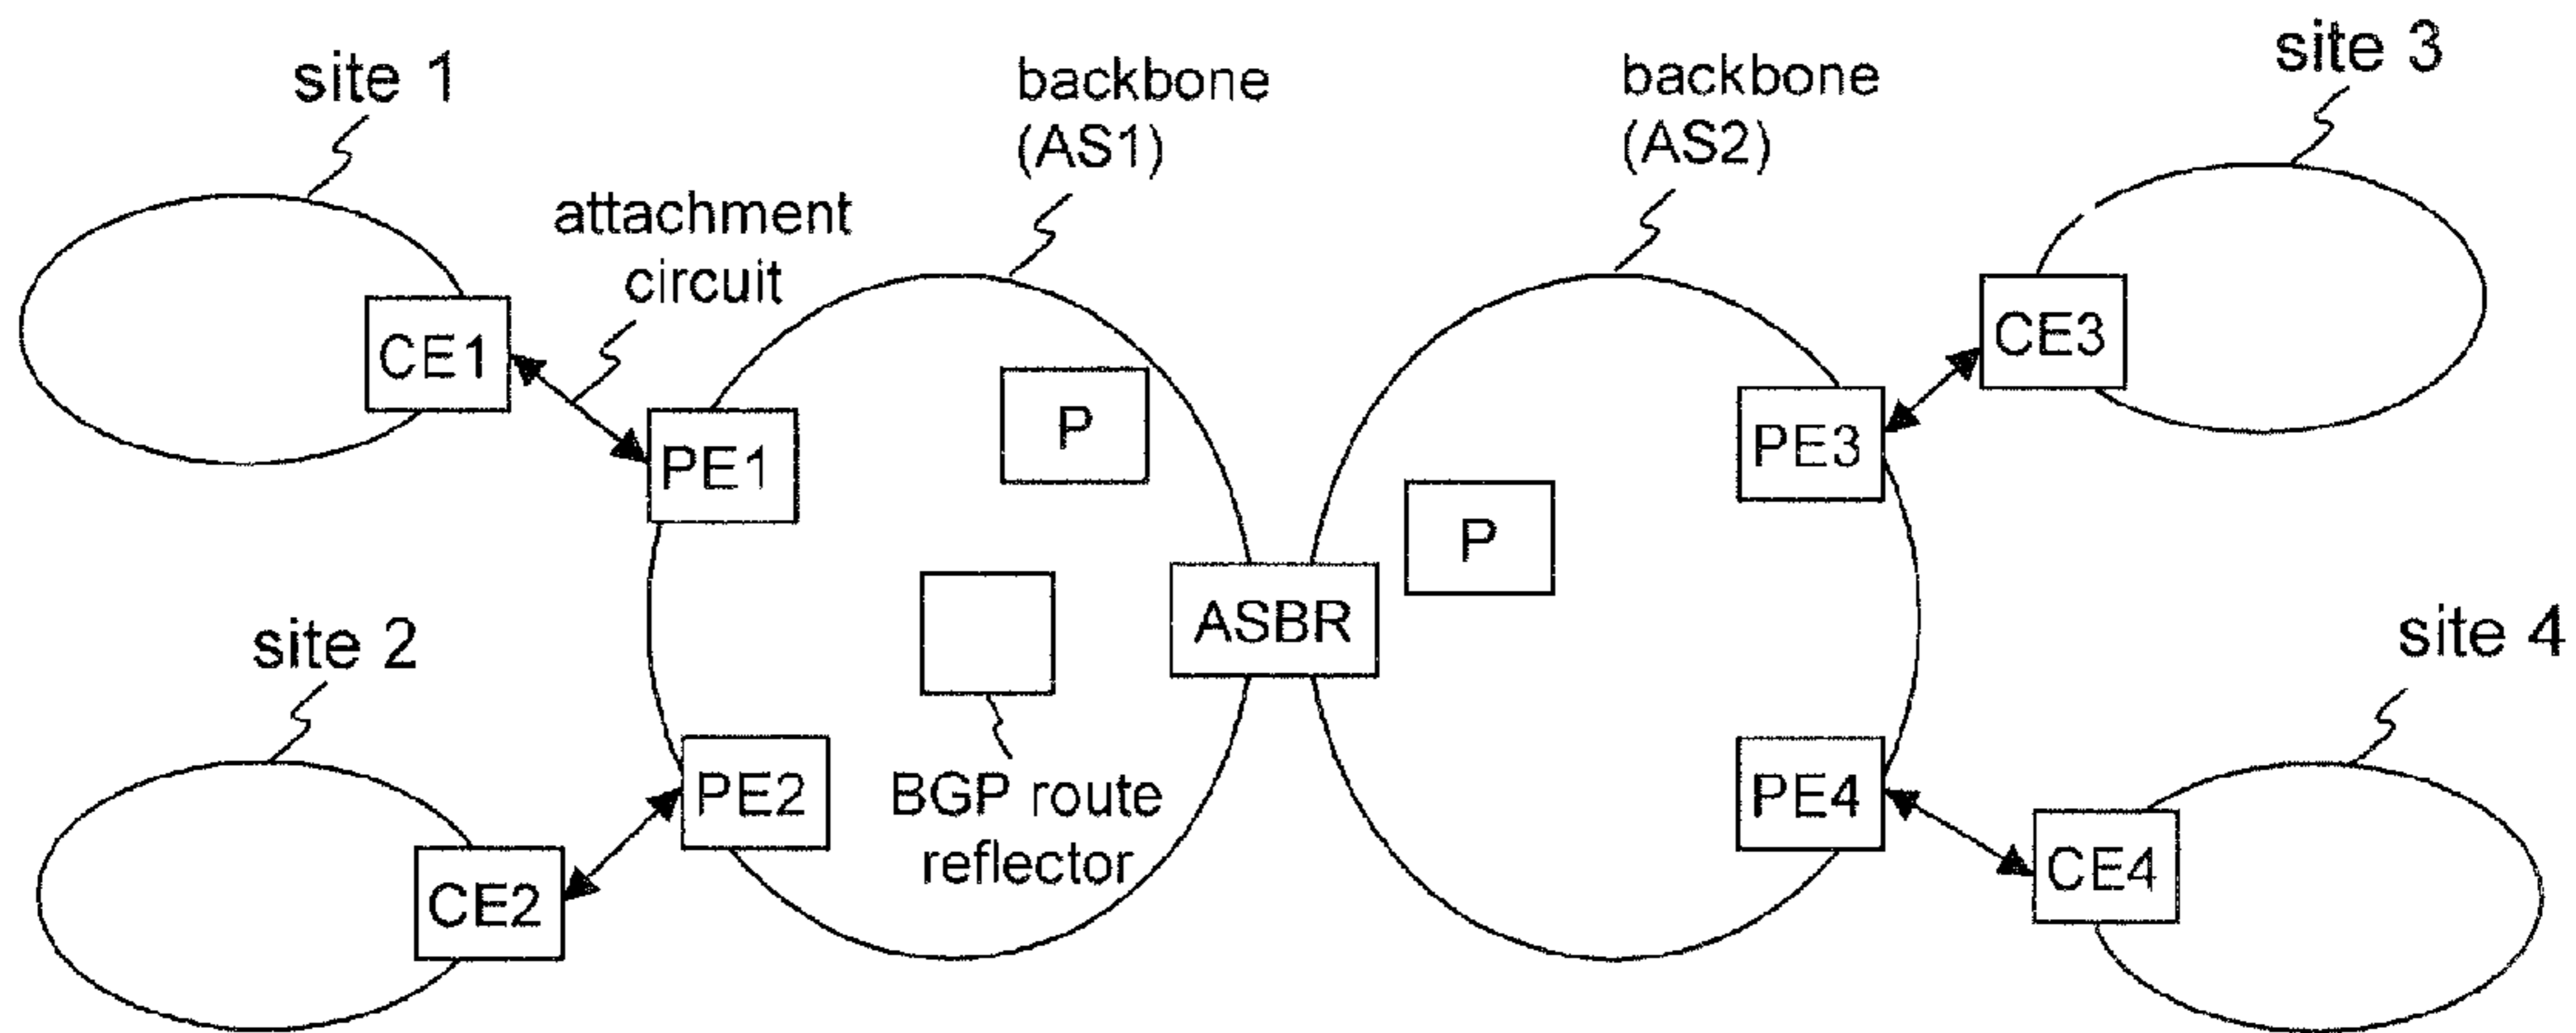 site 1
backbone
(AS1)
backbone
(AS2)
site 3
attachment
circuit
CE1
PE1
P
P
PE3
CE3
ASBR
site 2
site 4
CE2
PE2
BGP route
reflector
PE4
CE4